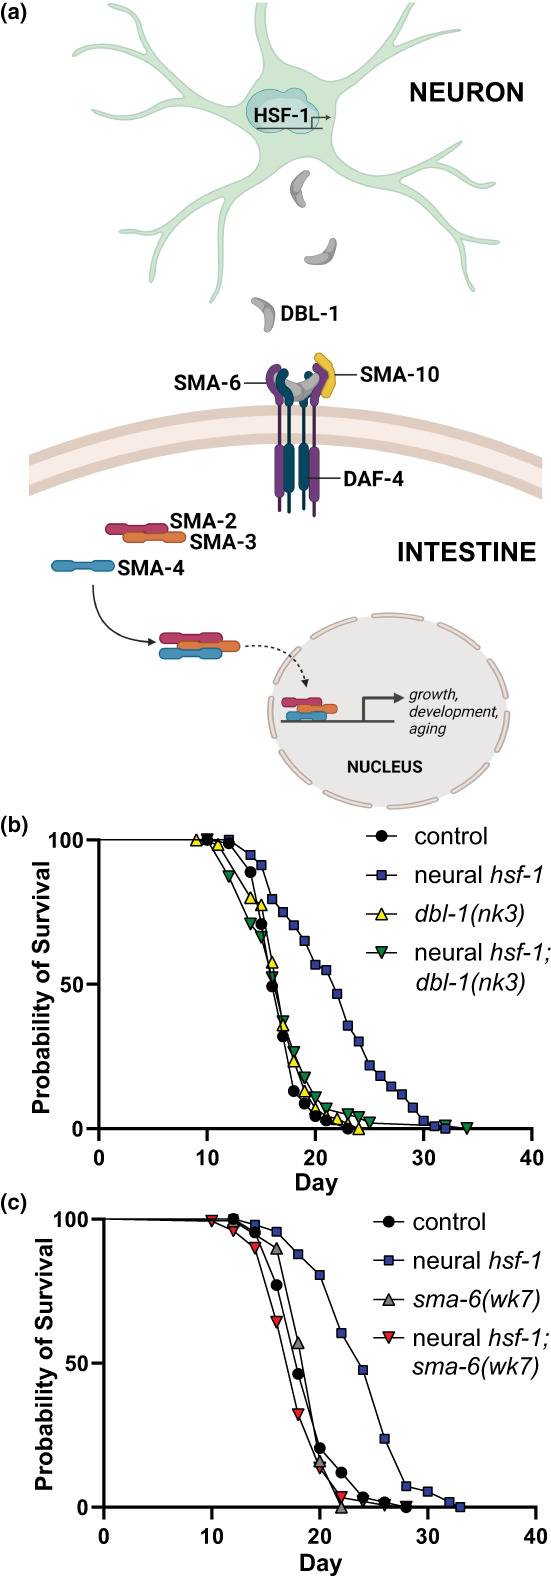 (a)
NEURON
HSF-1
DBL-1
SMA-6
SMA-10
DAF-4
SMA-2
SMA-3
INTESTINE
SMA-4
growth,
development,
aging
NUCLEUS
(b)
control
neural hsf-1
dbl-1(nk3)
neural hsf-1;
dbl-1(nk3)
Probability of Survival
100
50
0
0 10 20 30 40
Day
(c)
control
neural hsf-1
sma-6(wk7)
neural hsf-1;
sma-6(wk7)
Probability of Survival
100
50
0
0 10 20 30 40
Day